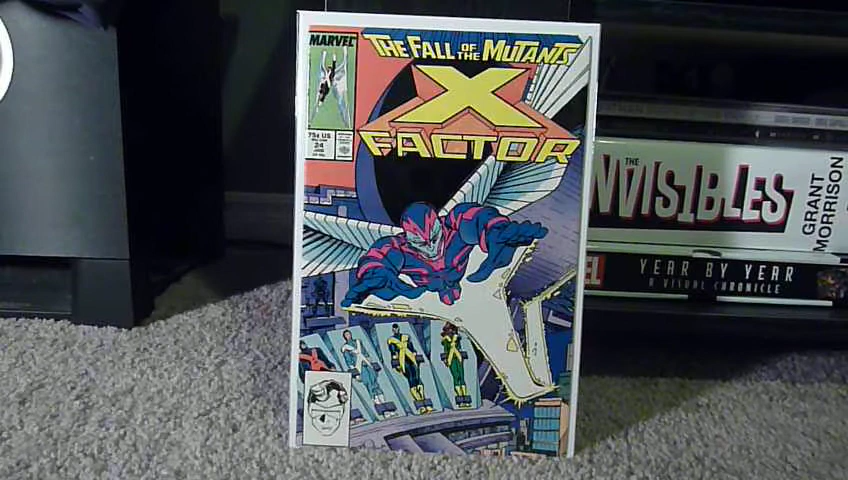 THE FALL OF THE MUTANTS
MARVEL
X
FACTOR
75¢ US
24
JAN
THE
INVISIBLES
GRANT
MORRISON
YEAR BY YEAR
A VISUAL CHRONICLE